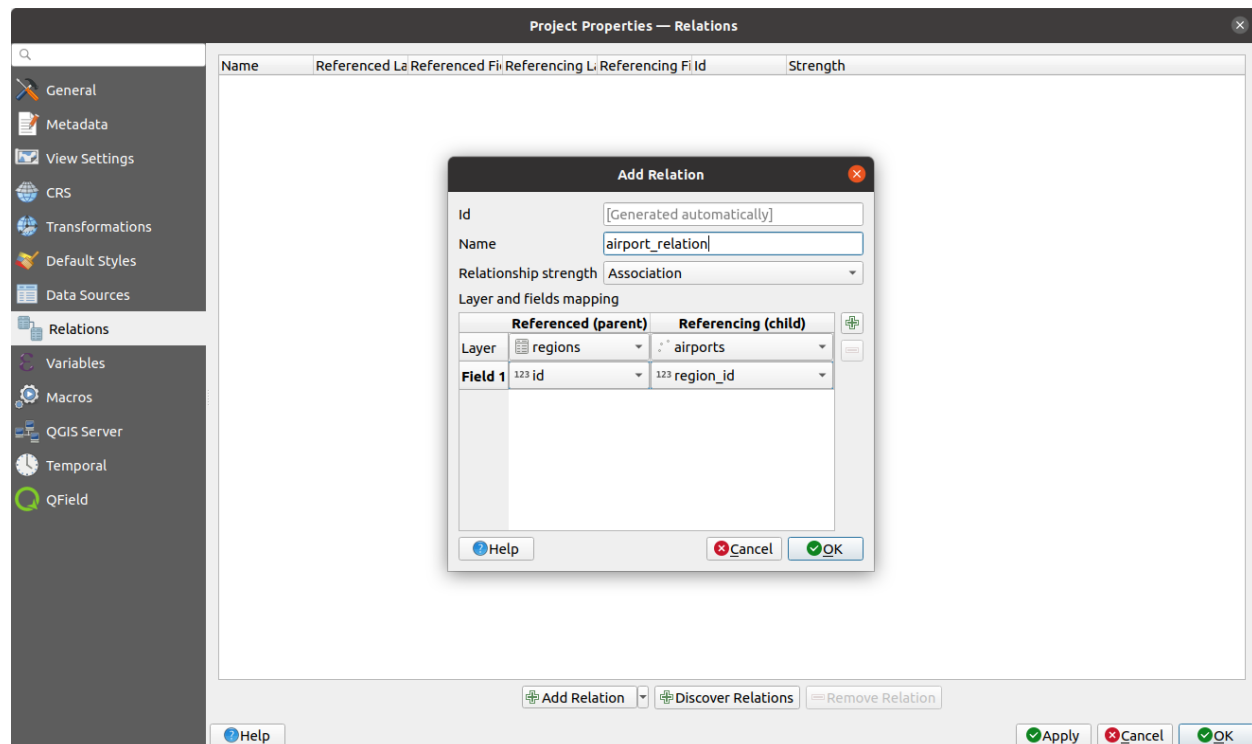 Project Properties — Relations
Name Referenced La Referenced Fi Referencing La Referencing Fi Id Strength
General
Metadata
View Settings
CRS
Transformations
Default Styles
Data Sources
Relations
Variables
Macros
QGIS Server
Temporal
QField
Add Relation
Id [Generated automatically]
Name airport_relation
Relationship strength Association
Layer and fields mapping
Referenced (parent) Referencing (child)
Layer regions airports
Field 1 123 id 123 region_id
Help Cancel OK
Add Relation Discover Relations Remove Relation
Help Apply Cancel OK